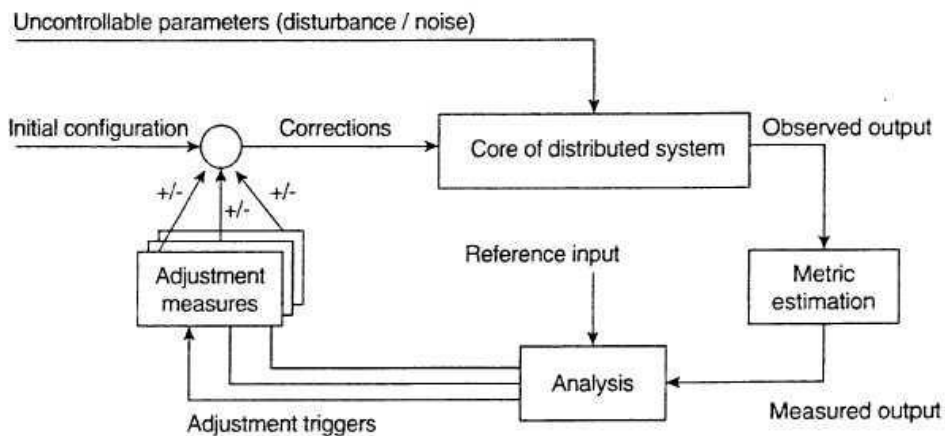 Uncontrollable parameters (disturbance / noise)
Initial configuration
Corrections
Core of distributed system
Observed output
+/-
+/-
+/-
Reference input
Adjustment
measures
Metric
estimation
Analysis
Adjustment triggers
Measured output